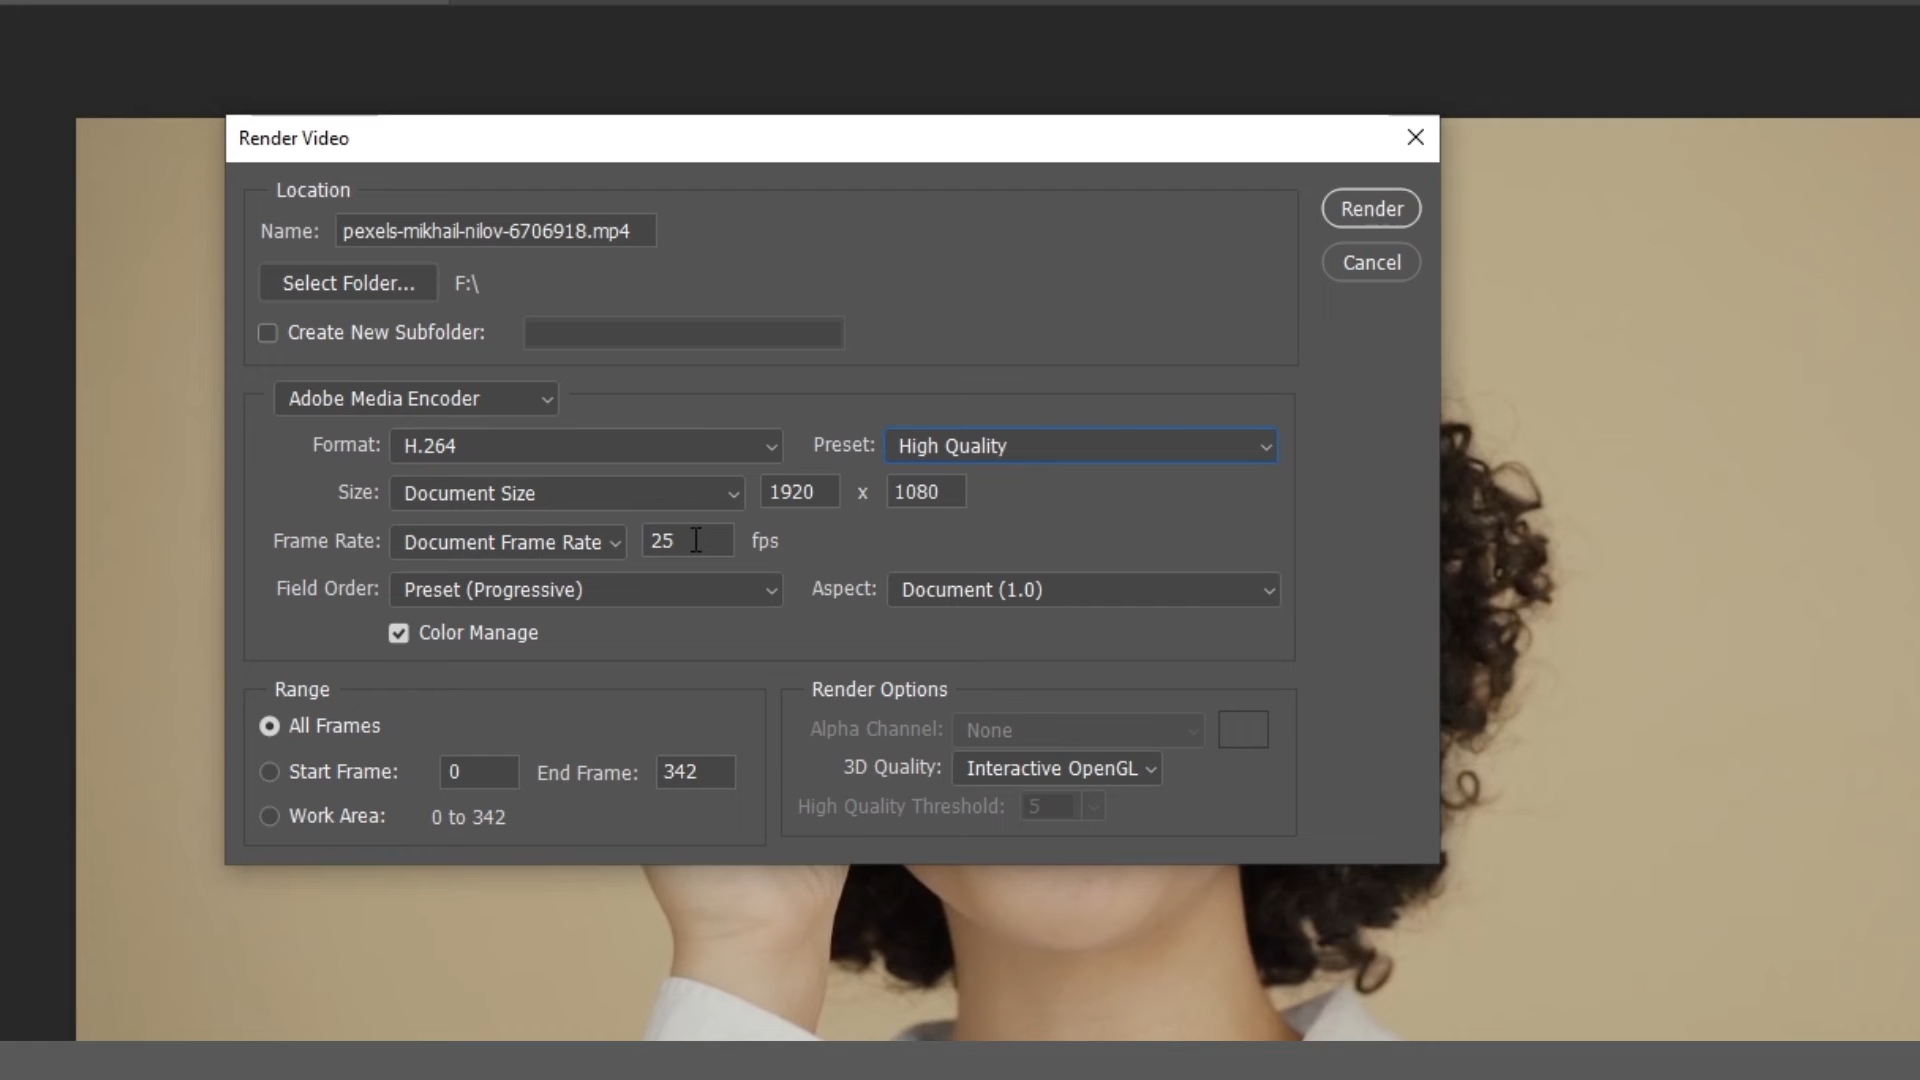 Render Video
Location
Name: pexels-mikhail-nilov-6706918.mp4
Render
Select Folder... F:\
Cancel
Create New Subfolder:
Adobe Media Encoder
Format: H.264 Preset: High Quality
Size: Document Size 1920 x 1080
Frame Rate: Document Frame Rate 25 fps
Field Order: Preset (Progressive) Aspect: Document (1.0)
Color Manage
Range
All Frames
Start Frame: 0 End Frame: 342
Work Area: 0 to 342
Render Options
Alpha Channel: None
3D Quality: Interactive OpenGL
High Quality Threshold: 5